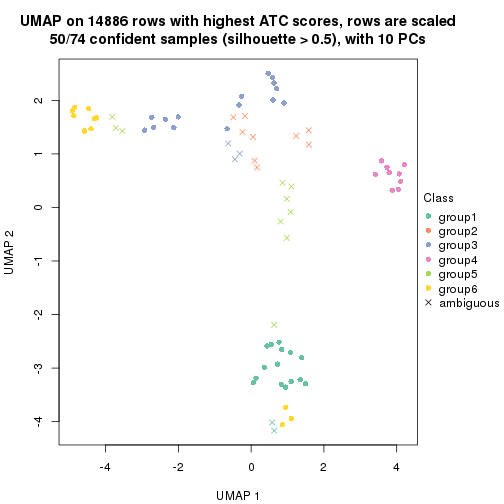 UMAP on 14886 rows with highest ATC scores, rows are scaled
50/74 confident samples (silhouette > 0.5), with 10 PCs
2
1
0
-1
-2
-3
-4
UMAP 2
-4
-2
0
2
4
UMAP 1
Class
group1
group2
group3
group4
group5
group6
ambiguous